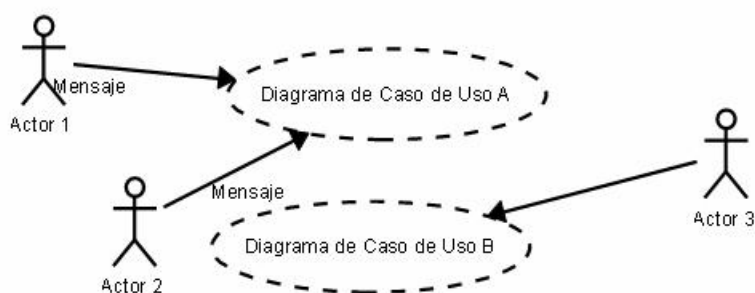 Mensaje
Diagrama de Caso de Uso A
Actor 1
Mensaje
Actor 3
Diagrama de Caso de Uso B
Actor 2